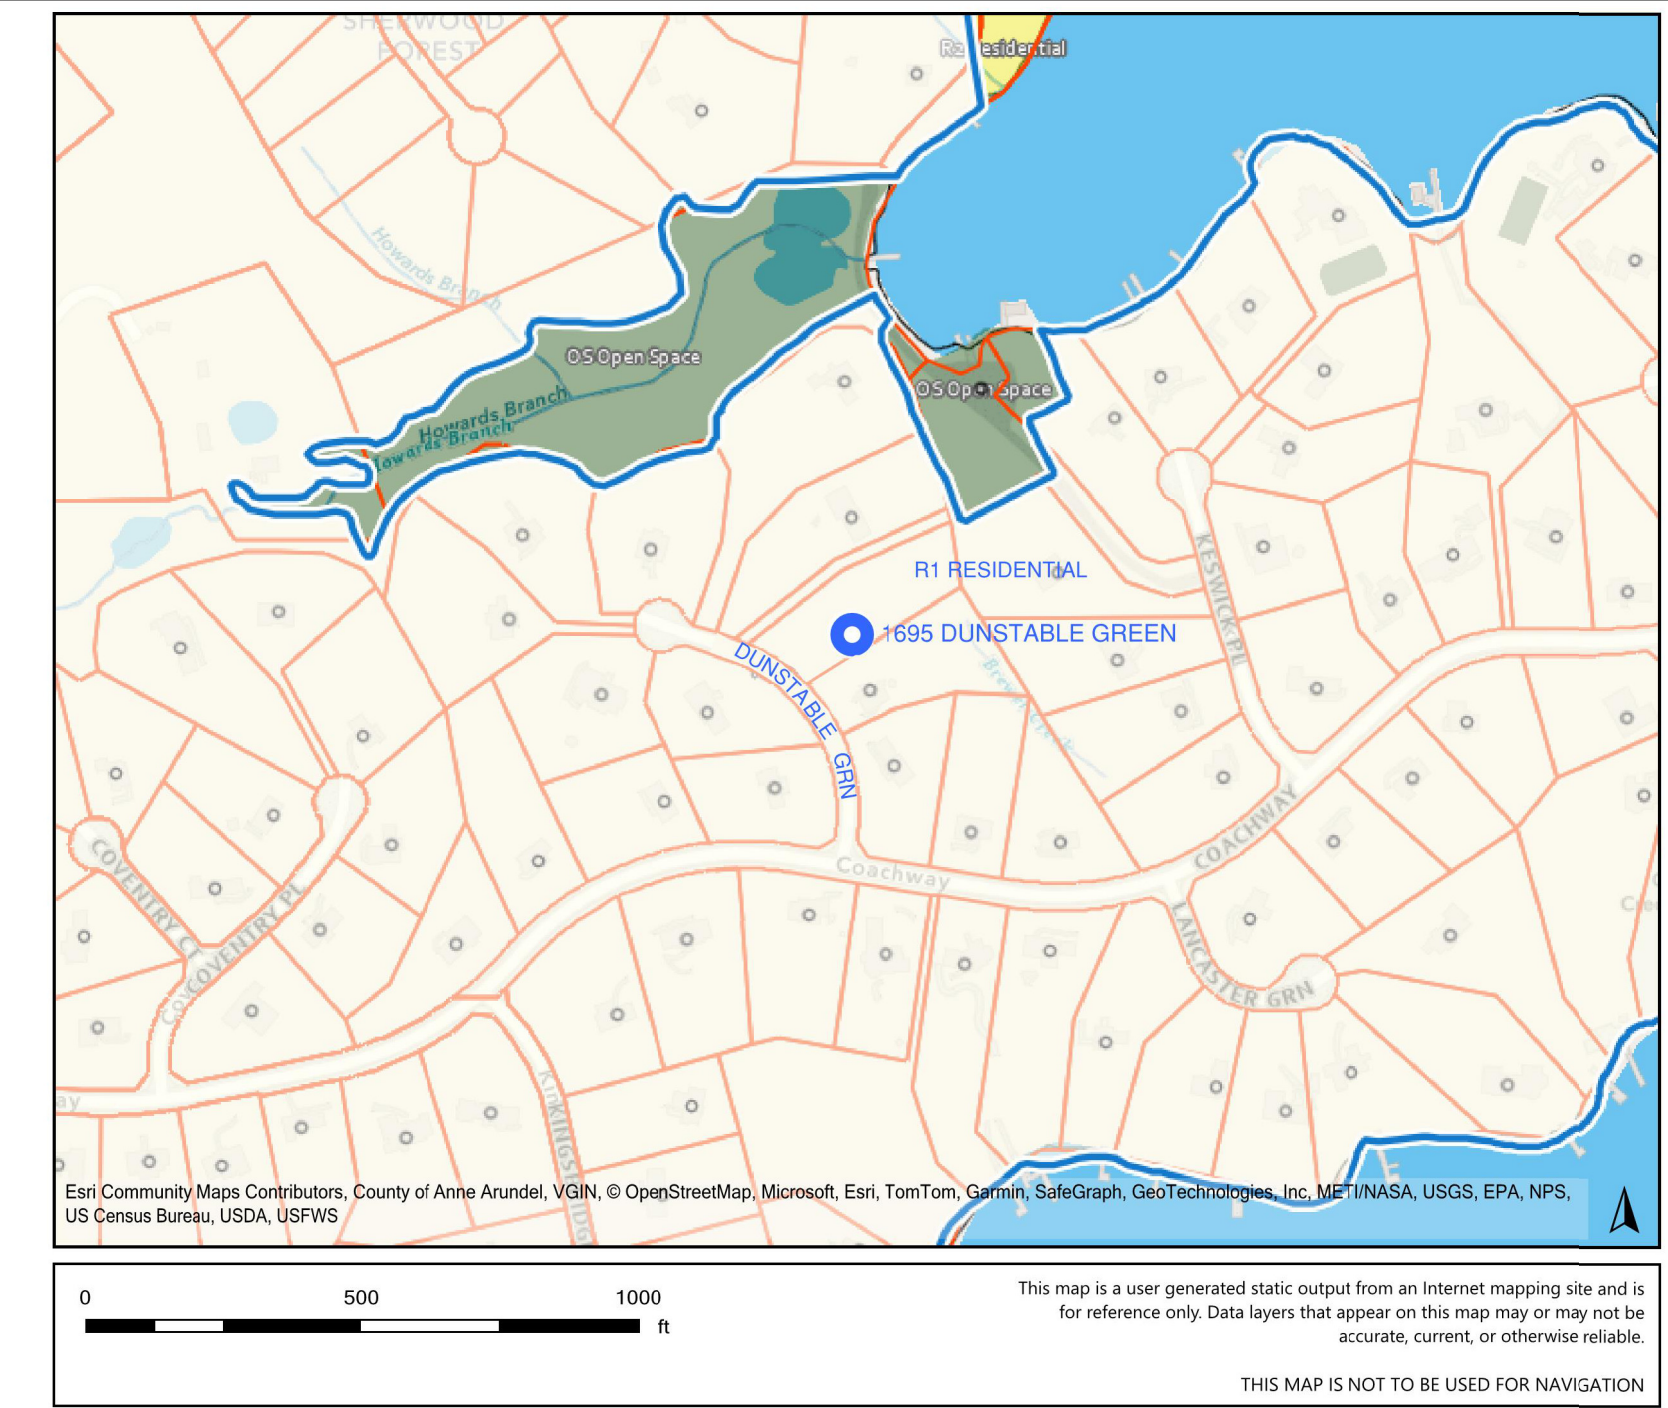 SHERWOOD
FOREST
R2 Residential
Howards Branch
OS Open Space
OS Open Space
Howards Branch
Howards Branch
R1 RESIDENTIAL
KESWICK PL
1695 DUNSTABLE GREEN
DUNSTABLE GRN
Brewer Creek
COACHWAY
COVENTRY CT
Coachway
COVENTRY PL
LANCASTER GRN
KINGSBRIDGE
ay
Esri Community Maps Contributors, County of Anne Arundel, VGIN, © OpenStreetMap, Microsoft, Esri, TomTom, Garmin, SafeGraph, GeoTechnologies, Inc, METI/NASA, USGS, EPA, NPS,
US Census Bureau, USDA, USFWS
0 500 1000
ft
This map is a user generated static output from an Internet mapping site and is
for reference only. Data layers that appear on this map may or may not be
accurate, current, or otherwise reliable.
THIS MAP IS NOT TO BE USED FOR NAVIGATION